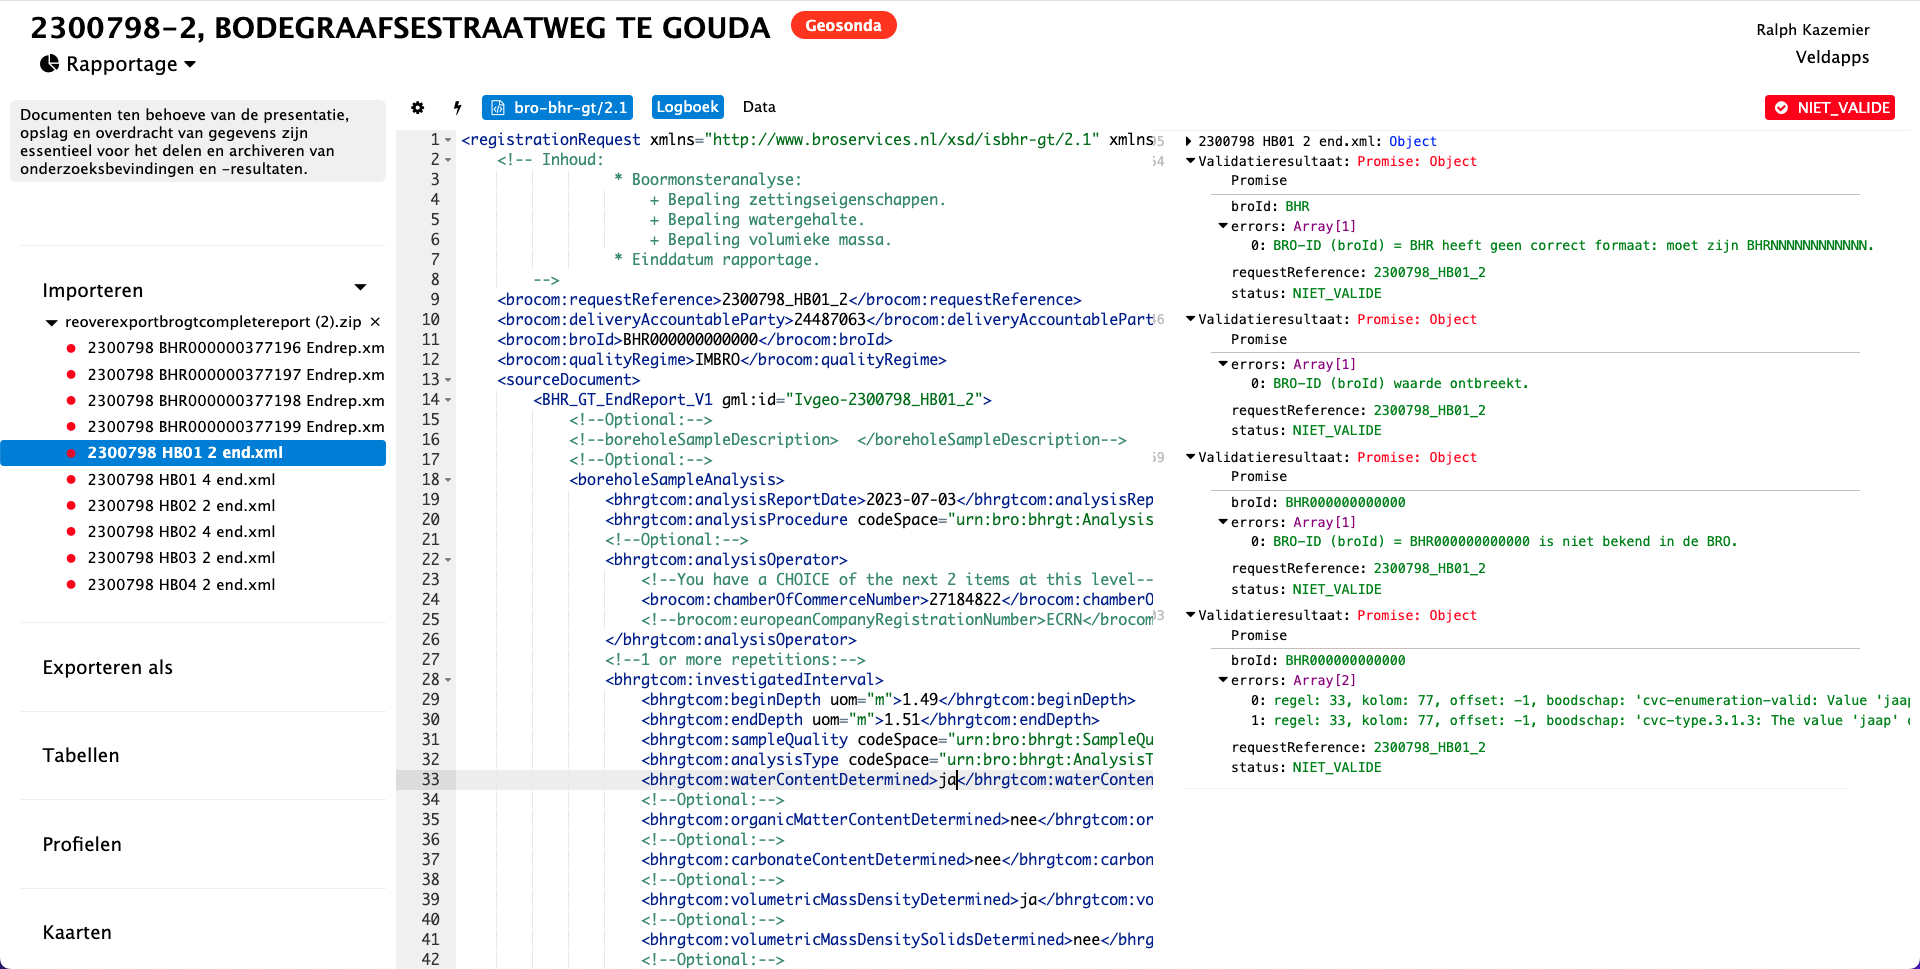 2300798-2, BODEGRAAFSESTRAATWEG TE GOUDA
Geosonda
Ralph Kazemier
Veldapps
Rapportage
Documenten ten behoeve van de presentatie,
opslag en overdracht van gegevens zijn
essentieel voor het delen en archiveren van
onderzoeksbevindingen en -resultaten.
Importeren
reoverexportbrogtcompletereport (2).zip ×
2300798 BHR000000377196 Endrep.xm
2300798 BHR000000377197 Endrep.xm
2300798 BHR000000377198 Endrep.xm
2300798 BHR000000377199 Endrep.xm
2300798 HB01 2 end.xml
2300798 HB01 4 end.xml
2300798 HB02 2 end.xml
2300798 HB02 4 end.xml
2300798 HB03 2 end.xml
2300798 HB04 2 end.xml
Exporteren als
Tabellen
Profielen
Kaarten
bro-bhr-gt/2.1 Logboek Data
NIET_VALIDE
1 <registrationRequest xmlns="http://www.broservices.nl/xsd/isbhr-gt/2.1" xmlns
2 <!-- Inhoud:
3 * Boormonsteranalyse:
4 + Bepaling zettingseigenschappen.
5 + Bepaling watergehalte.
6 + Bepaling volumieke massa.
7 * Einddatum rapportage.
8 -->
9 <brocom:requestReference>2300798_HB01_2</brocom:requestReference>
10 <brocom:deliveryAccountableParty>24487063</brocom:deliveryAccountablePart
11 <brocom:broId>BHR000000000000</brocom:broId>
12 <brocom:qualityRegime>IMBRO</brocom:qualityRegime>
13 <sourceDocument>
14 <BHR_GT_EndReport_V1 gml:id="Ivgeo-2300798_HB01_2">
15 <!--Optional:-->
16 <!--boreholeSampleDescription>  </boreholeSampleDescription-->
17 <!--Optional:-->
18 <boreholeSampleAnalysis>
19 <bhrgtcom:analysisReportDate>2023-07-03</bhrgtcom:analysisRep
20 <bhrgtcom:analysisProcedure codeSpace="urn:bro:bhrgt:Analysis
21 <!--Optional:-->
22 <bhrgtcom:analysisOperator>
23 <!--You have a CHOICE of the next 2 items at this level--
24 <brocom:chamberOfCommerceNumber>27184822</brocom:chamberO
25 <!--brocom:europeanCompanyRegistrationNumber>ECRN</brocom
26 </bhrgtcom:analysisOperator>
27 <!--1 or more repetitions:-->
28 <bhrgtcom:investigatedInterval>
29 <bhrgtcom:beginDepth uom="m">1.49</bhrgtcom:beginDepth>
30 <bhrgtcom:endDepth uom="m">1.51</bhrgtcom:endDepth>
31 <bhrgtcom:sampleQuality codeSpace="urn:bro:bhrgt:SampleQu
32 <bhrgtcom:analysisType codeSpace="urn:bro:bhrgt:AnalysisT
33 <bhrgtcom:waterContentDetermined>ja</bhrgtcom:waterConten
34 <!--Optional:-->
35 <bhrgtcom:organicMatterContentDetermined>nee</bhrgtcom:or
36 <!--Optional:-->
37 <bhrgtcom:carbonateContentDetermined>nee</bhrgtcom:carbon
38 <!--Optional:-->
39 <bhrgtcom:volumetricMassDensityDetermined>ja</bhrgtcom:vo
40 <!--Optional:-->
41 <bhrgtcom:volumetricMassDensitySolidsDetermined>nee</bhrg
42 <!--Optional:-->
2300798 HB01 2 end.xml: Object
Validatieresultaat: Promise: Object
Promise
broId: BHR
errors: Array[1]
0: BRO-ID (broId) = BHR heeft geen correct formaat: moet zijn BHRNNNNNNNNNNNN.
requestReference: 2300798_HB01_2
status: NIET_VALIDE
Validatieresultaat: Promise: Object
Promise
errors: Array[1]
0: BRO-ID (broId) waarde ontbreekt.
requestReference: 2300798_HB01_2
status: NIET_VALIDE
Validatieresultaat: Promise: Object
Promise
broId: BHR000000000000
errors: Array[1]
0: BRO-ID (broId) = BHR000000000000 is niet bekend in de BRO.
requestReference: 2300798_HB01_2
status: NIET_VALIDE
Validatieresultaat: Promise: Object
Promise
broId: BHR000000000000
errors: Array[2]
0: regel: 33, kolom: 77, offset: -1, boodschap: 'cvc-enumeration-valid: Value 'jaap
1: regel: 33, kolom: 77, offset: -1, boodschap: 'cvc-type.3.1.3: The value 'jaap'
requestReference: 2300798_HB01_2
status: NIET_VALIDE